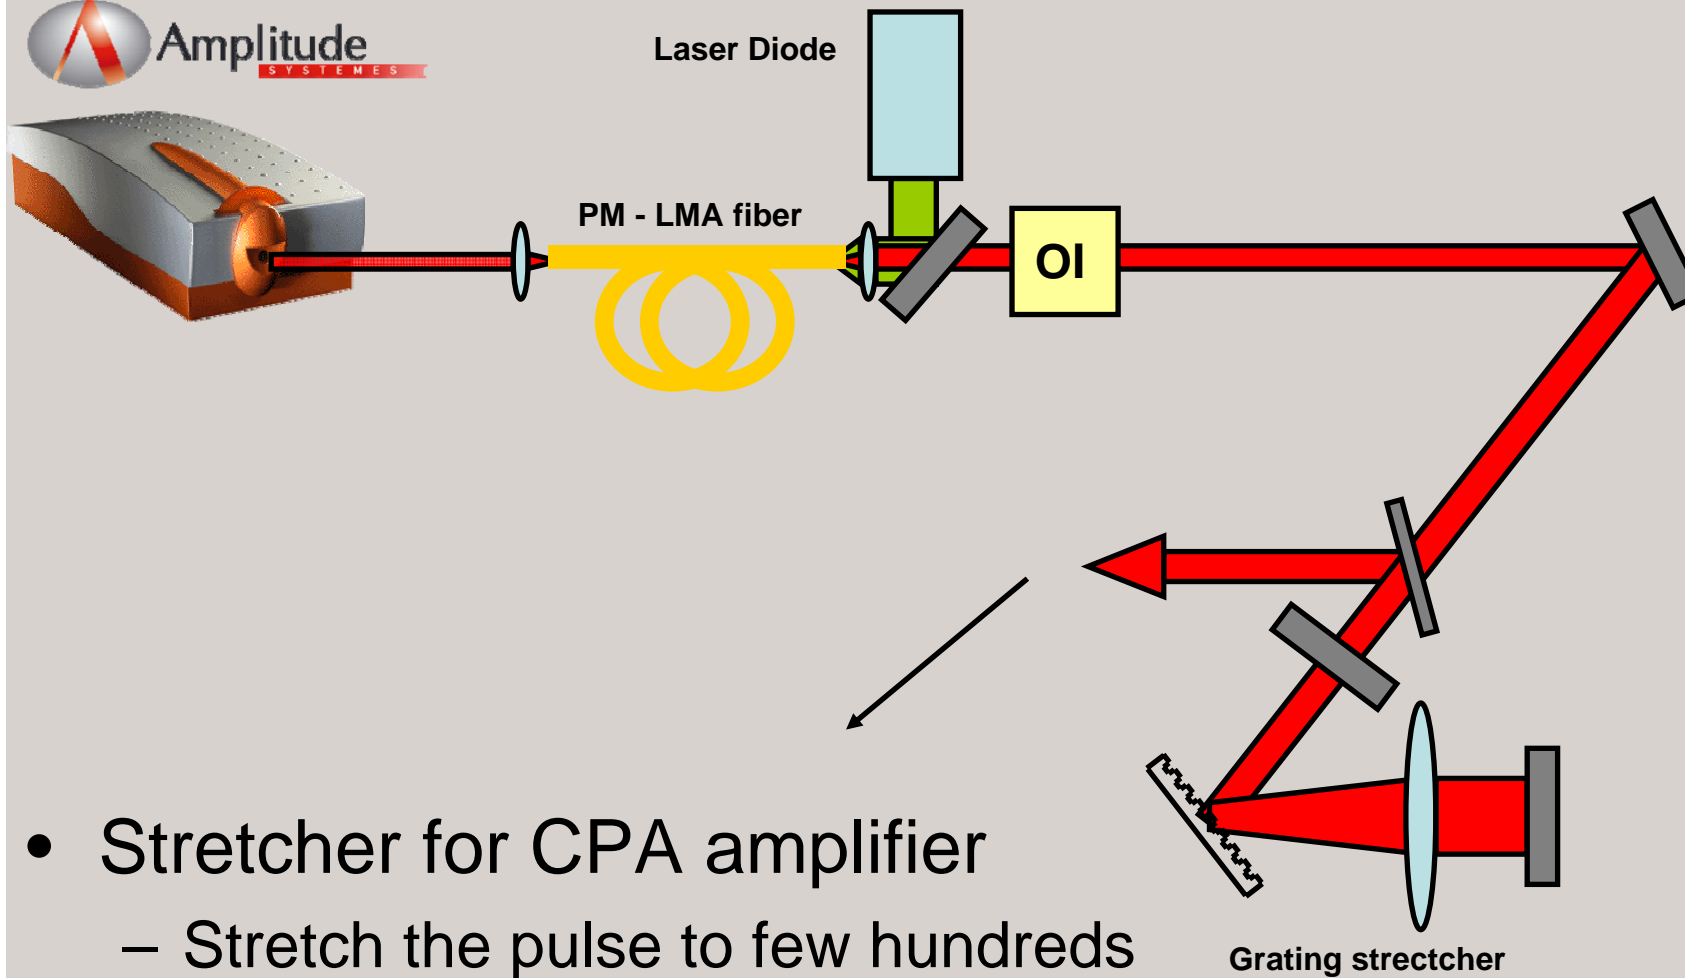 Amplitude
SYSTEMES
Laser Diode
PM - LMA fiber
OI
• Stretcher for CPA amplifier
– Stretch the pulse to few hundreds
Grating strectcher